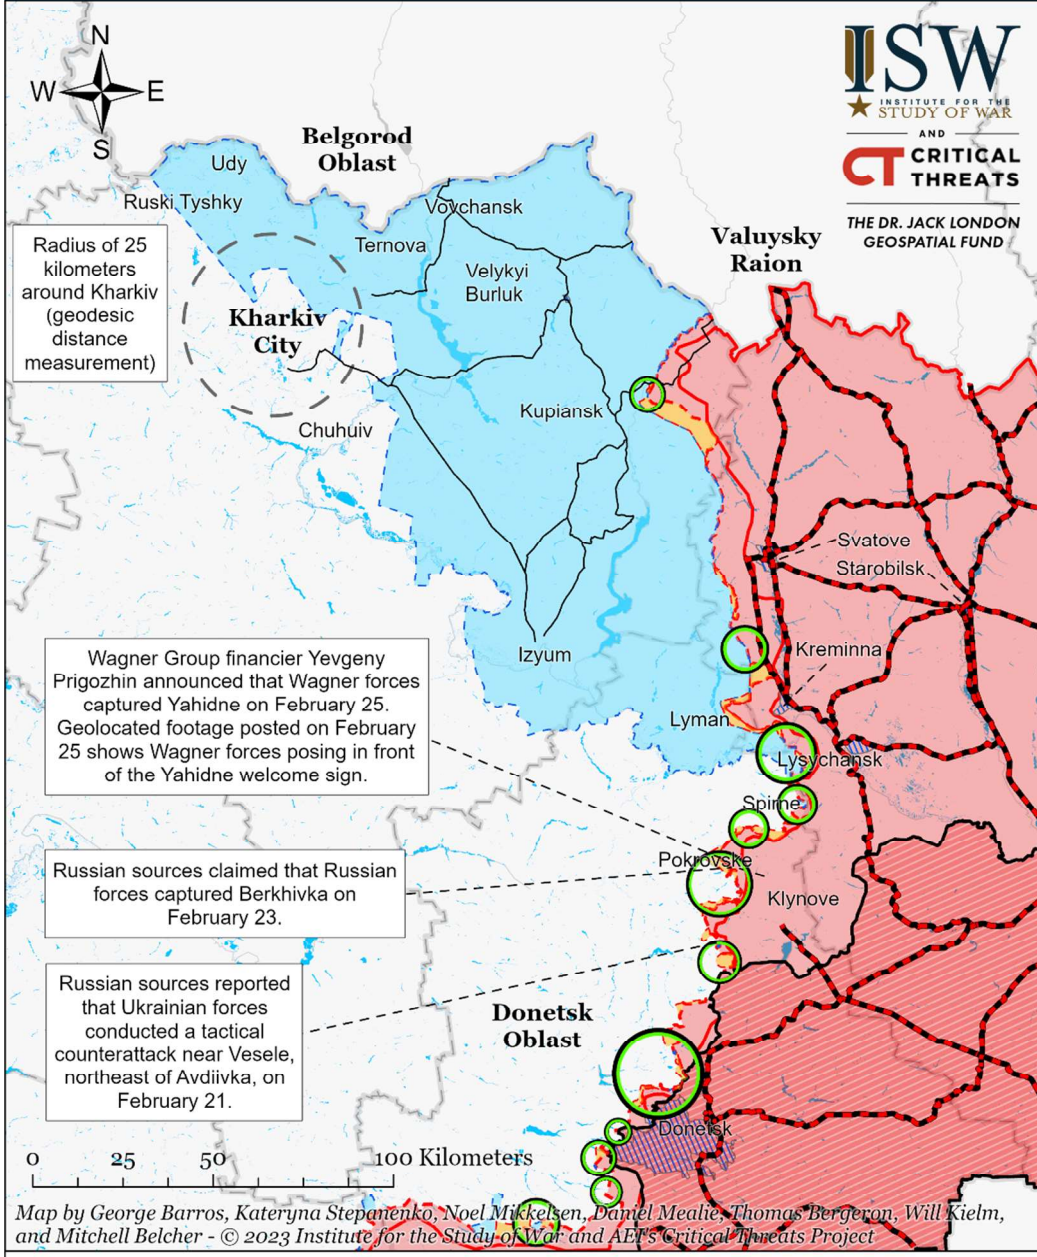 N
W E
S
ISW
INSTITUTE FOR THE
STUDY OF WAR
AND
CT CRITICAL
THREATS
THE DR. JACK LONDON
GEOSPATIAL FUND
Belgorod
Oblast
Udy
Ruski Tyshky
Vovchansk
Ternova
Valuysky
Raion
Velykyi
Burluk
Radius of 25
kilometers
around Kharkiv
(geodesic
distance
measurement)
Kharkiv
City
Kupiansk
Chuhuiv
Svatove
Starobilsk
Kreminna
Izyum
Wagner Group financier Yevgeny
Prigozhin announced that Wagner forces
captured Yahidne on February 25.
Geolocated footage posted on February
25 shows Wagner forces posing in front
of the Yahidne welcome sign.
Lyman
Lysychansk
Spirne
Pokrovske
Klynove
Russian sources claimed that Russian
forces captured Berkhivka on
February 23.
Russian sources reported
that Ukrainian forces
conducted a tactical
counterattack near Vesele,
northeast of Avdiivka, on
February 21.
Donetsk
Oblast
Donetsk
0 25 50 100 Kilometers
Map by George Barros, Kateryna Stepanenko, Noel Mikkelsen, Daniel Mealie, Thomas Bergeron, Will Kielm,
and Mitchell Belcher - © 2023 Institute for the Study of War and AEI's Critical Threats Project